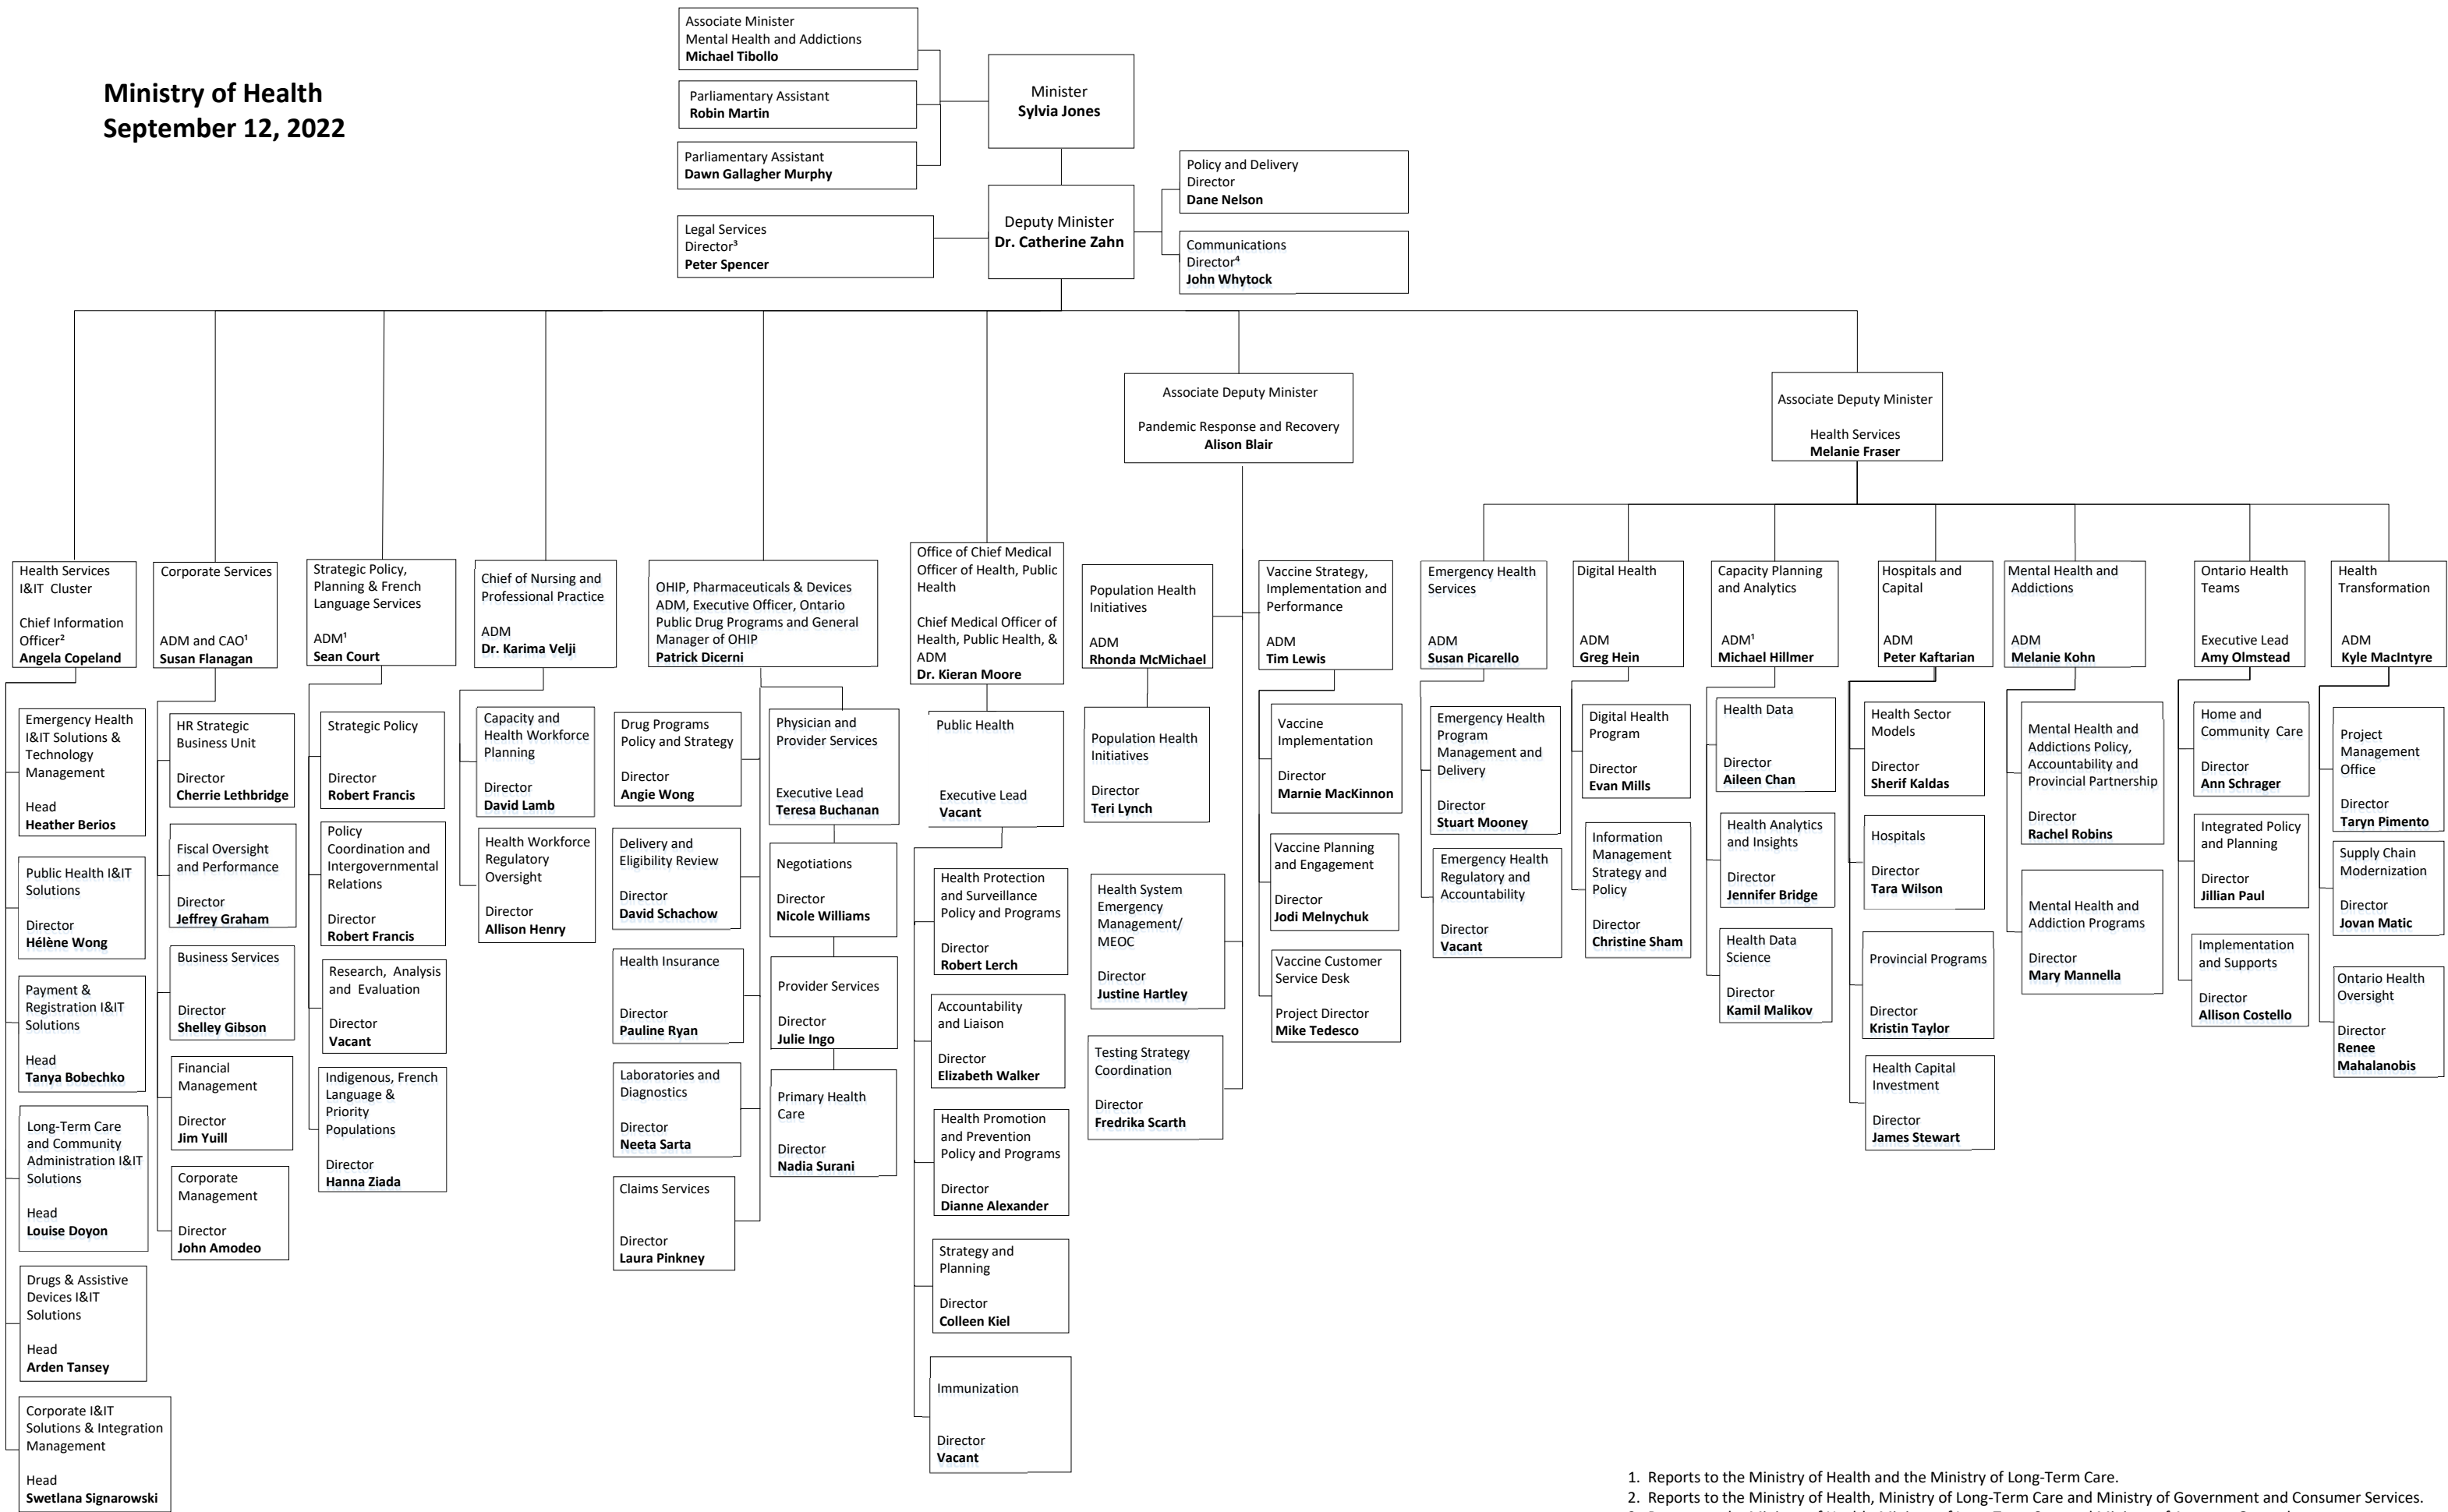 Ministry of Health
September 12, 2022
Associate Minister
Mental Health and Addictions
Michael Tibollo
Parliamentary Assistant
Robin Martin
Parliamentary Assistant
Dawn Gallagher Murphy
Minister
Sylvia Jones
Legal Services
Director³
Peter Spencer
Deputy Minister
Dr. Catherine Zahn
Policy and Delivery
Director
Dane Nelson
Communications
Director⁴
John Whytock
Associate Deputy Minister
Pandemic Response and Recovery
Alison Blair
Associate Deputy Minister
Health Services
Melanie Fraser
Health Services
I&IT Cluster
Chief Information
Officer²
Angela Copeland
Emergency Health
I&IT Solutions &
Technology
Management
Head
Heather Berios
Public Health I&IT
Solutions
Director
Hélène Wong
Payment &
Registration I&IT
Solutions
Head
Tanya Bobechko
Long-Term Care
and Community
Administration I&IT
Solutions
Head
Louise Doyon
Drugs & Assistive
Devices I&IT
Solutions
Head
Arden Tansey
Corporate I&IT
Solutions & Integration
Management
Head
Swetlana Signarowski
Corporate Services
ADM and CAO¹
Susan Flanagan
HR Strategic
Business Unit
Director
Cherrie Lethbridge
Fiscal Oversight
and Performance
Director
Jeffrey Graham
Business Services
Director
Shelley Gibson
Financial
Management
Director
Jim Yuill
Corporate
Management
Director
John Amodeo
Strategic Policy,
Planning & French
Language Services
ADM¹
Sean Court
Strategic Policy
Director
Robert Francis
Policy
Coordination and
Intergovernmental
Relations
Director
Robert Francis
Research, Analysis
and Evaluation
Director
Vacant
Indigenous, French
Language &
Priority
Populations
Director
Hanna Ziada
Chief of Nursing and
Professional Practice
ADM
Dr. Karima Velji
Capacity and
Health Workforce
Planning
Director
David Lamb
Health Workforce
Regulatory
Oversight
Director
Allison Henry
OHIP, Pharmaceuticals & Devices
ADM, Executive Officer, Ontario
Public Drug Programs and General
Manager of OHIP
Patrick Dicerni
Drug Programs
Policy and Strategy
Director
Angie Wong
Delivery and
Eligibility Review
Director
David Schachow
Health Insurance
Director
Pauline Ryan
Laboratories and
Diagnostics
Director
Neeta Sarta
Claims Services
Director
Laura Pinkney
Physician and
Provider Services
Executive Lead
Teresa Buchanan
Negotiations
Director
Nicole Williams
Provider Services
Director
Julie Ingo
Primary Health
Care
Director
Nadia Surani
Office of Chief Medical
Officer of Health, Public
Health
Chief Medical Officer of
Health, Public Health, &
ADM
Dr. Kieran Moore
Public Health
Executive Lead
Vacant
Health Protection
and Surveillance
Policy and Programs
Director
Robert Lerch
Accountability
and Liaison
Director
Elizabeth Walker
Health Promotion
and Prevention
Policy and Programs
Director
Dianne Alexander
Strategy and
Planning
Director
Colleen Kiel
Immunization
Director
Vacant
Population Health
Initiatives
ADM
Rhonda McMichael
Population Health
Initiatives
Director
Teri Lynch
Health System
Emergency
Management/
MEOC
Director
Justine Hartley
Testing Strategy
Coordination
Director
Fredrika Scarth
Vaccine Strategy,
Implementation and
Performance
ADM
Tim Lewis
Vaccine
Implementation
Director
Marnie MacKinnon
Vaccine Planning
and Engagement
Director
Jodi Melnychuk
Vaccine Customer
Service Desk
Project Director
Mike Tedesco
Emergency Health
Services
ADM
Susan Picarello
Emergency Health
Program
Management and
Delivery
Director
Stuart Mooney
Emergency Health
Regulatory and
Accountability
Director
Vacant
Digital Health
ADM
Greg Hein
Digital Health
Program
Director
Evan Mills
Information
Management
Strategy and
Policy
Director
Christine Sham
Capacity Planning
and Analytics
ADM¹
Michael Hillmer
Health Data
Director
Aileen Chan
Health Analytics
and Insights
Director
Jennifer Bridge
Health Data
Science
Director
Kamil Malikov
Hospitals and
Capital
ADM
Peter Kaftarian
Health Sector
Models
Director
Sherif Kaldas
Hospitals
Director
Tara Wilson
Provincial Programs
Director
Kristin Taylor
Health Capital
Investment
Director
James Stewart
Mental Health and
Addictions
ADM
Melanie Kohn
Mental Health and
Addictions Policy,
Accountability and
Provincial Partnership
Director
Rachel Robins
Mental Health and
Addiction Programs
Director
Mary Mannella
Ontario Health
Teams
Executive Lead
Amy Olmstead
Home and
Community Care
Director
Ann Schrager
Integrated Policy
and Planning
Director
Jillian Paul
Implementation
and Supports
Director
Allison Costello
Health
Transformation
ADM
Kyle MacIntyre
Project
Management
Office
Director
Taryn Pimento
Supply Chain
Modernization
Director
Jovan Matic
Ontario Health
Oversight
Director
Renee
Mahalanobis
1. Reports to the Ministry of Health and the Ministry of Long-Term Care.
2. Reports to the Ministry of Health, Ministry of Long-Term Care and Ministry of Government and Consumer Services.